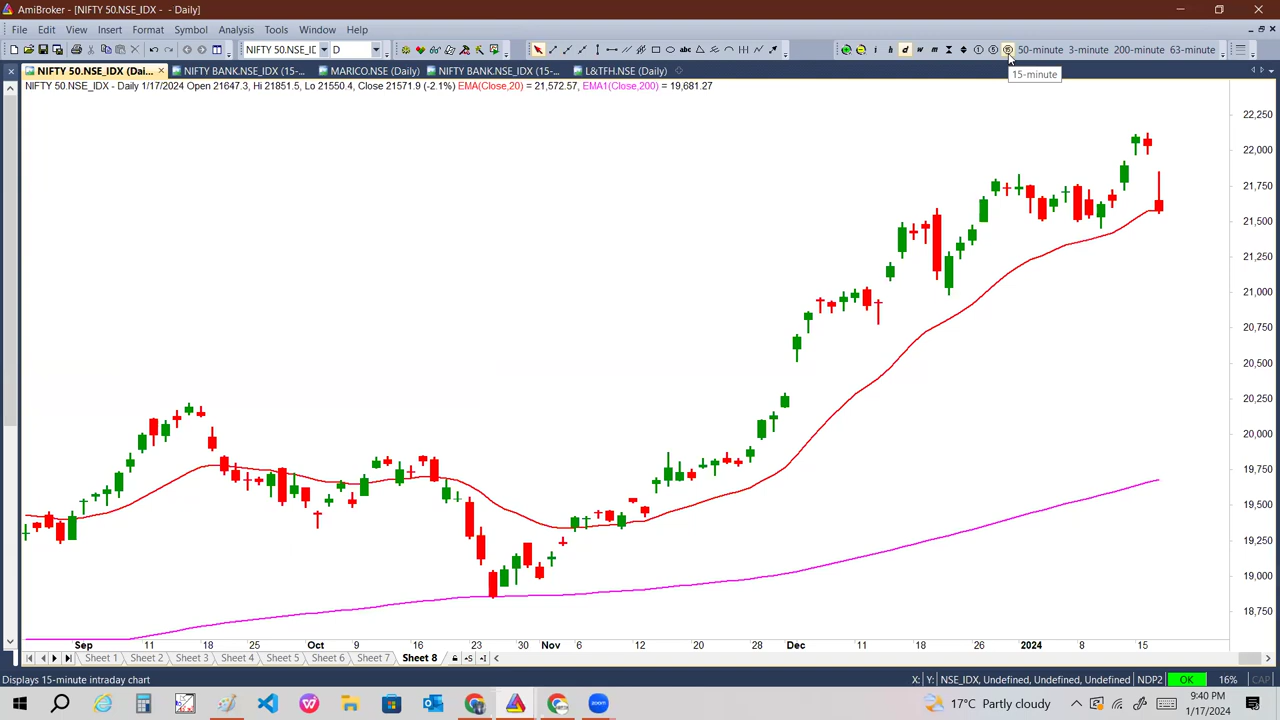 AmiBroker - [NIFTY 50.NSE_IDX - - Daily]
File Edit View Insert Format Symbol Analysis Tools Window Help
NIFTY 50.NSE_IC D abc i h d w m 50-minute 3-minute 200-minute 63-minute
NIFTY 50.NSE_IDX (Dai... NIFTY BANK.NSE_IDX (15-... MARICO.NSE (Daily) NIFTY BANK.NSE_IDX (15-... L&TFH.NSE (Daily)
15-minute
NIFTY 50.NSE_IDX - Daily 1/17/2024 Open 21647.3, Hi 21851.5, Lo 21550.4, Close 21571.9 (-2.1%) EMA(Close,20) = 21,572.57, EMA1(Close,200) = 19,681.27
22,250
22,000
21,750
21,500
21,250
21,000
20,750
20,500
20,250
20,000
19,750
19,500
19,250
19,000
18,750
Sep 11 18 25 Oct 9 16 23 30 Nov 6 12 20 28 Dec 11 18 26 2024 8 15
Sheet 1 Sheet 2 Sheet 3 Sheet 4 Sheet 5 Sheet 6 Sheet 7 Sheet 8
Displays 15-minute intraday chart X: Y: NSE_IDX, Undefined, Undefined, Undefined, NDP2 OK 16% CAP
17°C Partly cloudy
9:40 PM
1/17/2024
zoom